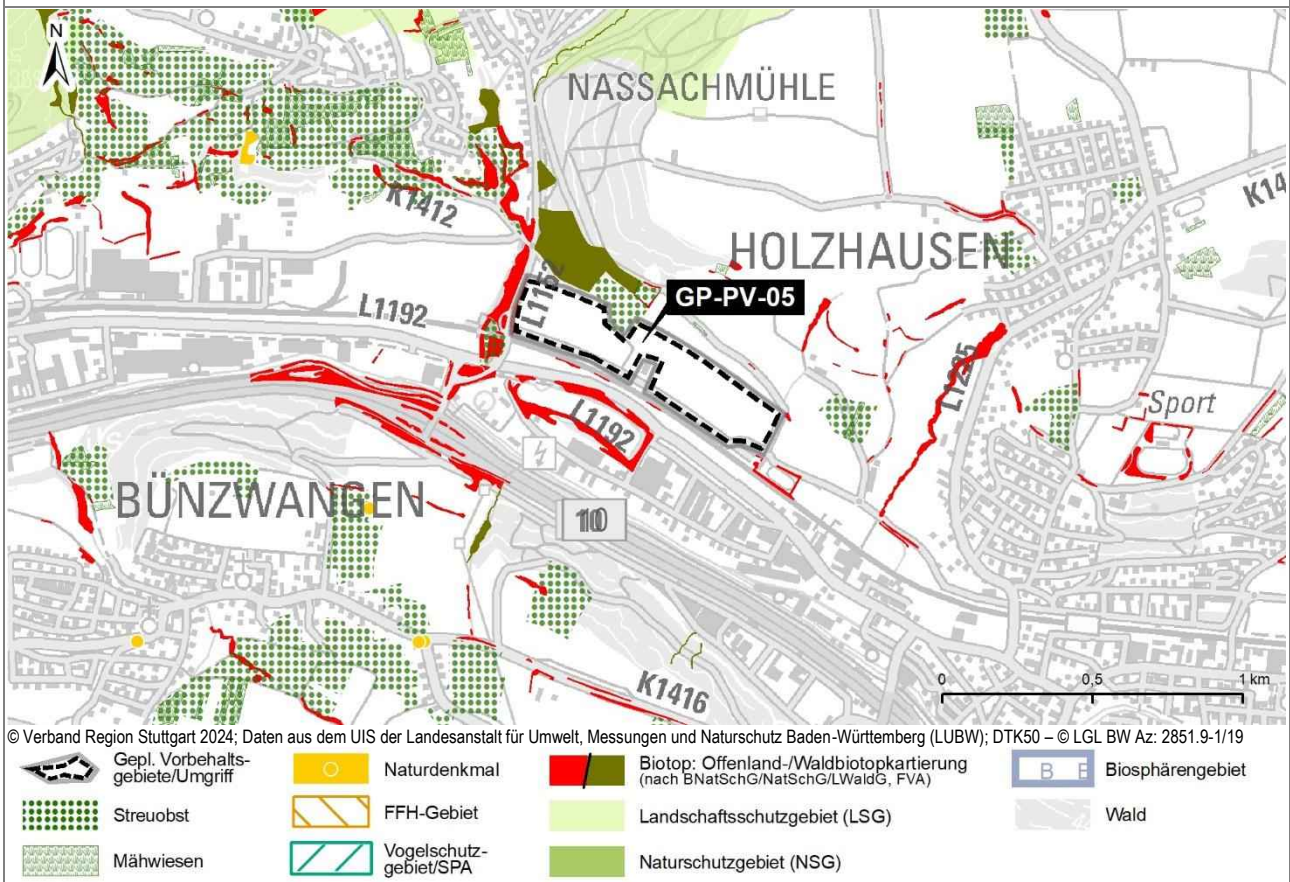 N
NASSACHMÜHLE
K1412
K14
HOLZHAUSEN
L1152
GP-PV-05
L1192
L1225
Sport
L1192
BÜNZWANGEN
10
K1416
0
0,5
1 km
© Verband Region Stuttgart 2024; Daten aus dem UIS der Landesanstalt für Umwelt, Messungen und Naturschutz Baden-Württemberg (LUBW); DTK50 – © LGL BW Az: 2851.9-1/19
Gepl. Vorbehalts-
gebiete/Umgriff
Naturdenkmal
Biotop: Offenland-/Waldbiotopkartierung
(nach BNatSchG/NatSchG/LWaldG, FVA)
B
Biosphärengebiet
Streuobst
FFH-Gebiet
Landschaftsschutzgebiet (LSG)
Wald
Mähwiesen
Vogelschutz-
gebiet/SPA
Naturschutzgebiet (NSG)